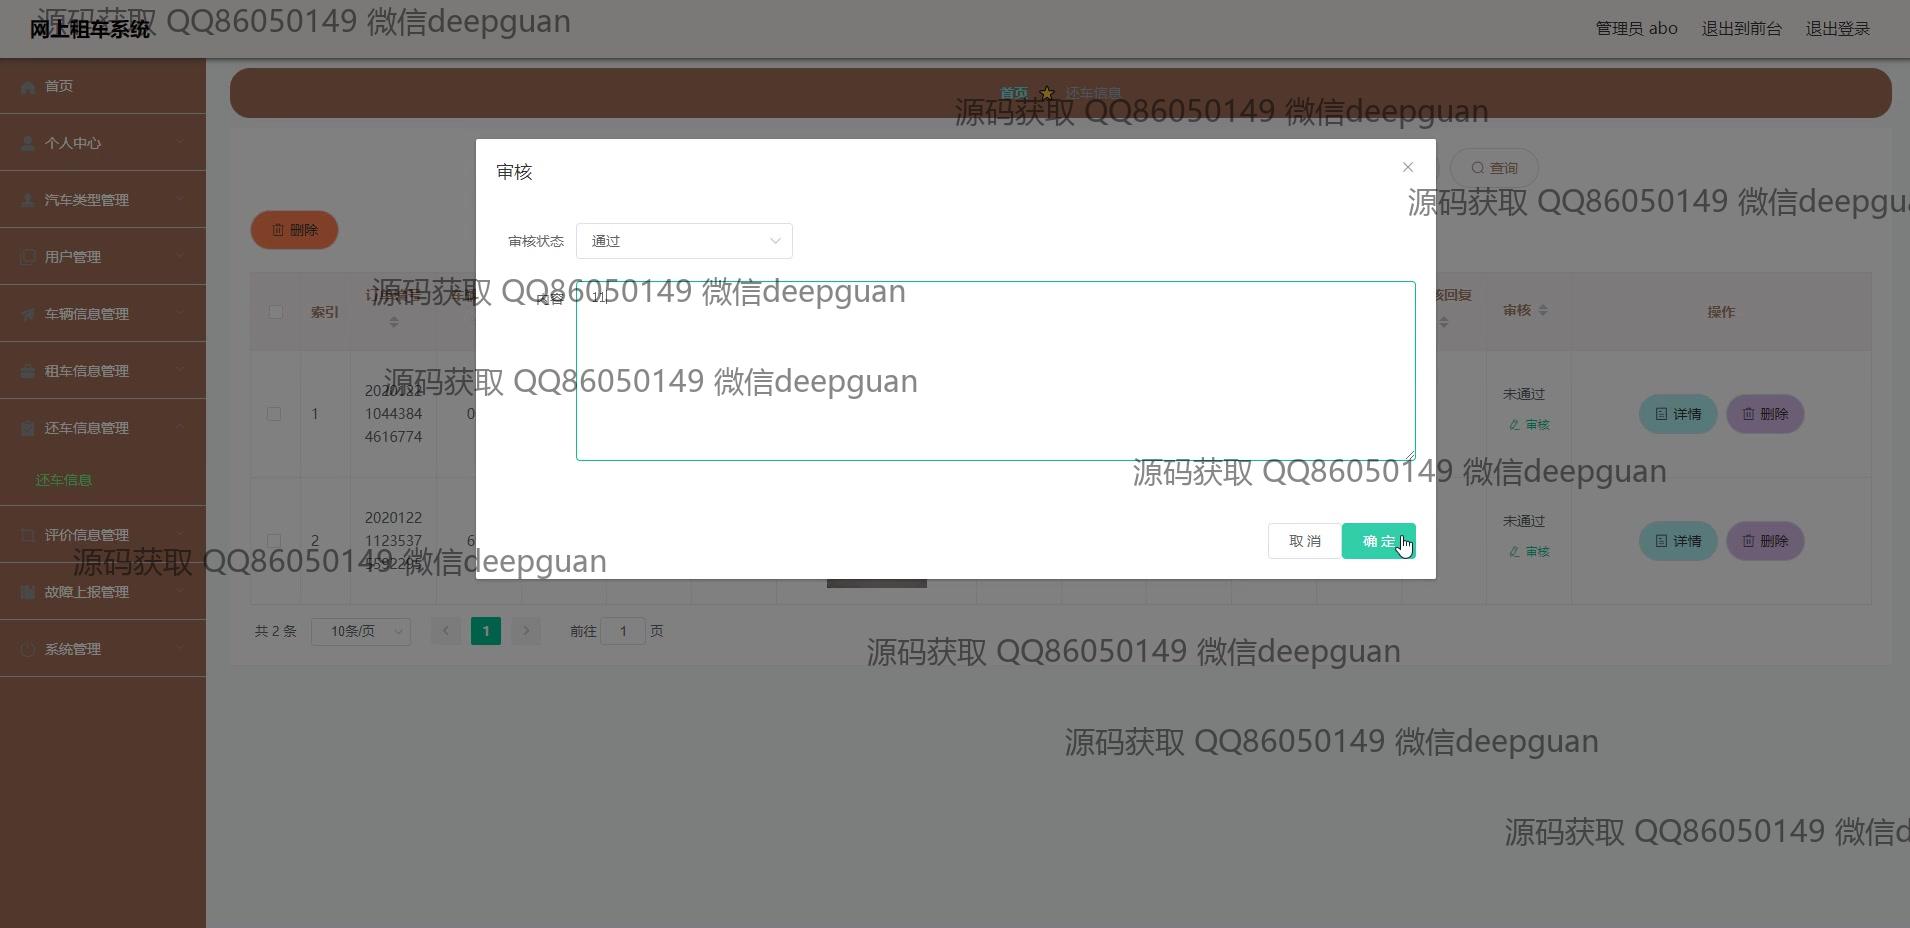 网上租车系统
源码获取 QQ86050149 微信deepguan
管理员 abo
退出到前台
退出登录
首页
个人中心
汽车类型管理
用户管理
车辆信息管理
租车信息管理
还车信息管理
还车信息
评价信息管理
故障上报管理
系统管理
首页
还车信息
源码获取 QQ86050149 微信deepguan
查询
源码获取 QQ86050149 微信deepgu
删除
审核
审核状态
通过
源码获取 QQ86050149 微信deepguan
内容
11
源码获取 QQ86050149 微信deepguan
索引
订单编号
核回复
审核
操作
1
2020122
1044384
4616774
0
未通过
审核
详情
删除
源码获取 QQ86050149 微信deepguan
2
2020122
1123537
5592295
6
未通过
审核
详情
删除
取消
确定
源码获取 QQ86050149 微信deepguan
共 2 条
10条/页
1
前往
1
页
源码获取 QQ86050149 微信deepguan
源码获取 QQ86050149 微信deepguan
源码获取 QQ86050149 微信d